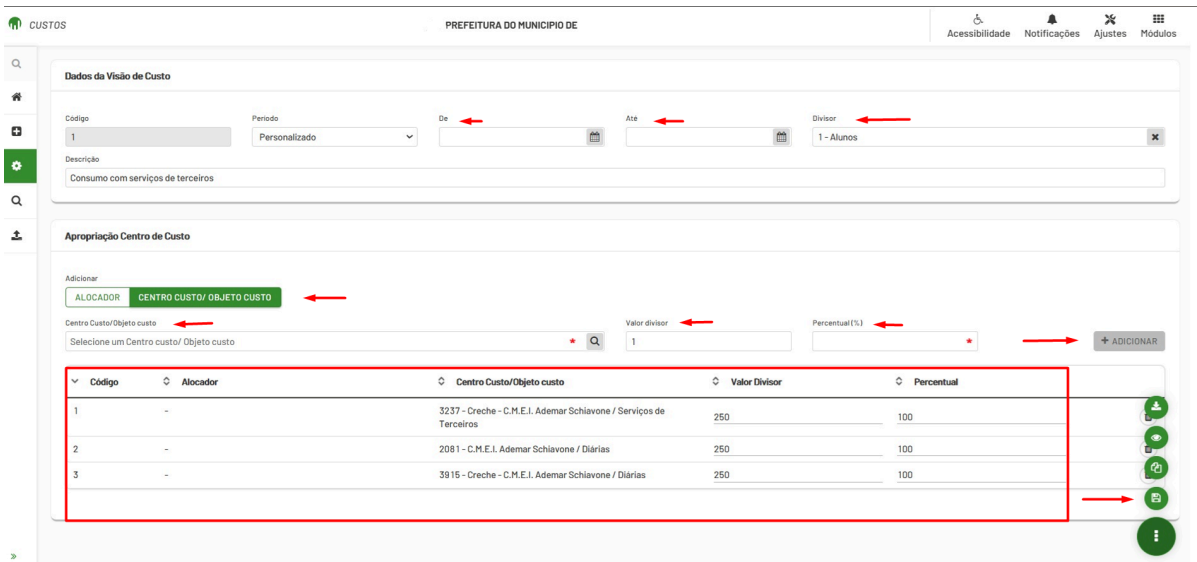 CUSTOS
PREFEITURA DO MUNICIPIO DE
Acessibilidade Notificações Ajustes Módulos
Dados da Visão de Custo
Código Período De Até Divisor
1 Personalizado 1 - Alunos
Descrição
Consumo com serviços de terceiros
Apropriação Centro de Custo
Adicionar
ALOCADOR CENTRO CUSTO/ OBJETO CUSTO
Centro Custo/Objeto custo Valor divisor Percentual (%)
Selecione um Centro custo/ Objeto custo * 1 * + ADICIONAR
Código Alocador Centro Custo/Objeto custo Valor Divisor Percentual
1 - 3237 - Creche - C.M.E.I. Ademar Schiavone / Serviços de Terceiros 250 100
2 - 2081 - C.M.E.I. Ademar Schiavone / Diárias 250 100
3 - 3915 - Creche - C.M.E.I. Ademar Schiavone / Diárias 250 100